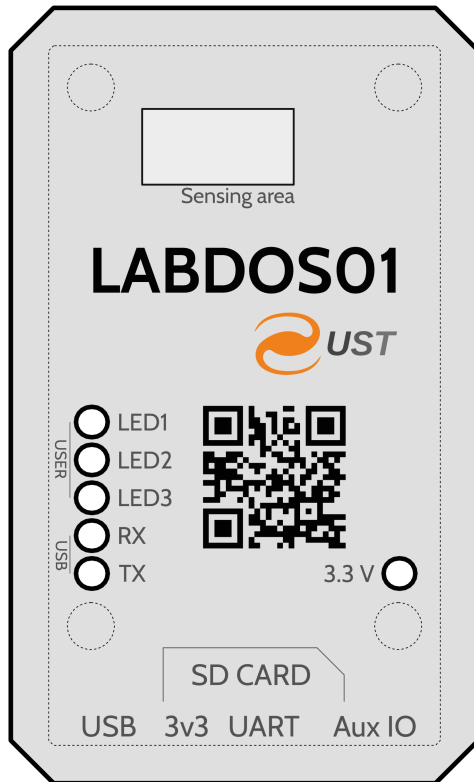 Sensing area
LABDOS01
UST
LED1
LED2
LED3
USER
RX
TX
USB
3.3 V
SD CARD
USB 3v3 UART Aux IO